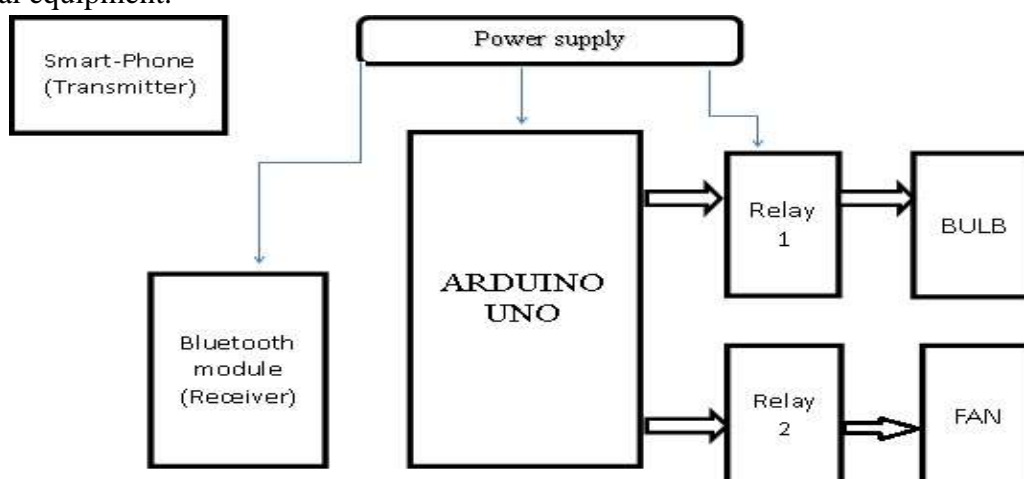 al equipment.
Smart-Phone
(Transmitter)
Power supply
ARDUINO
UNO
Relay
1
BULB
Bluetooth
module
(Receiver)
Relay
2
FAN